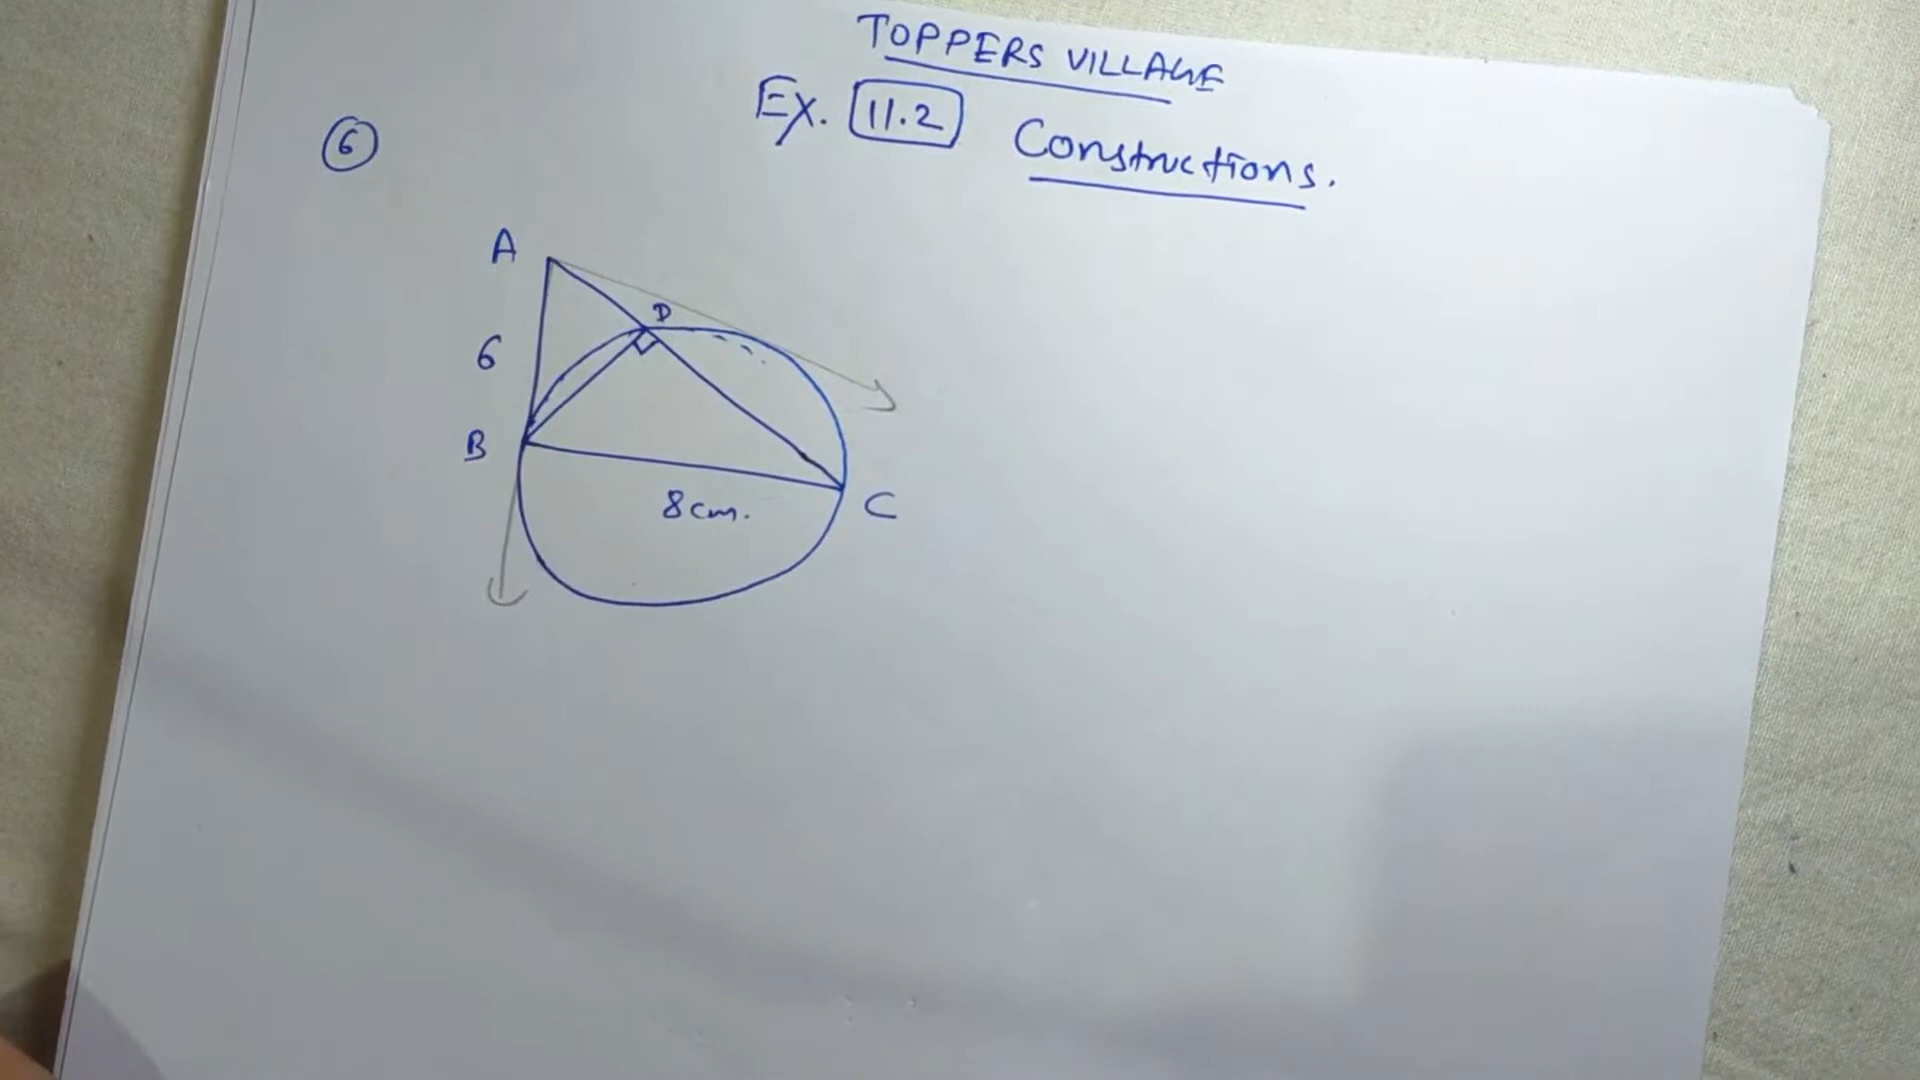 TOPPERS VILLAGE
Ex. 11.2 Constructions.
6
A
D
6
B
8cm.
C